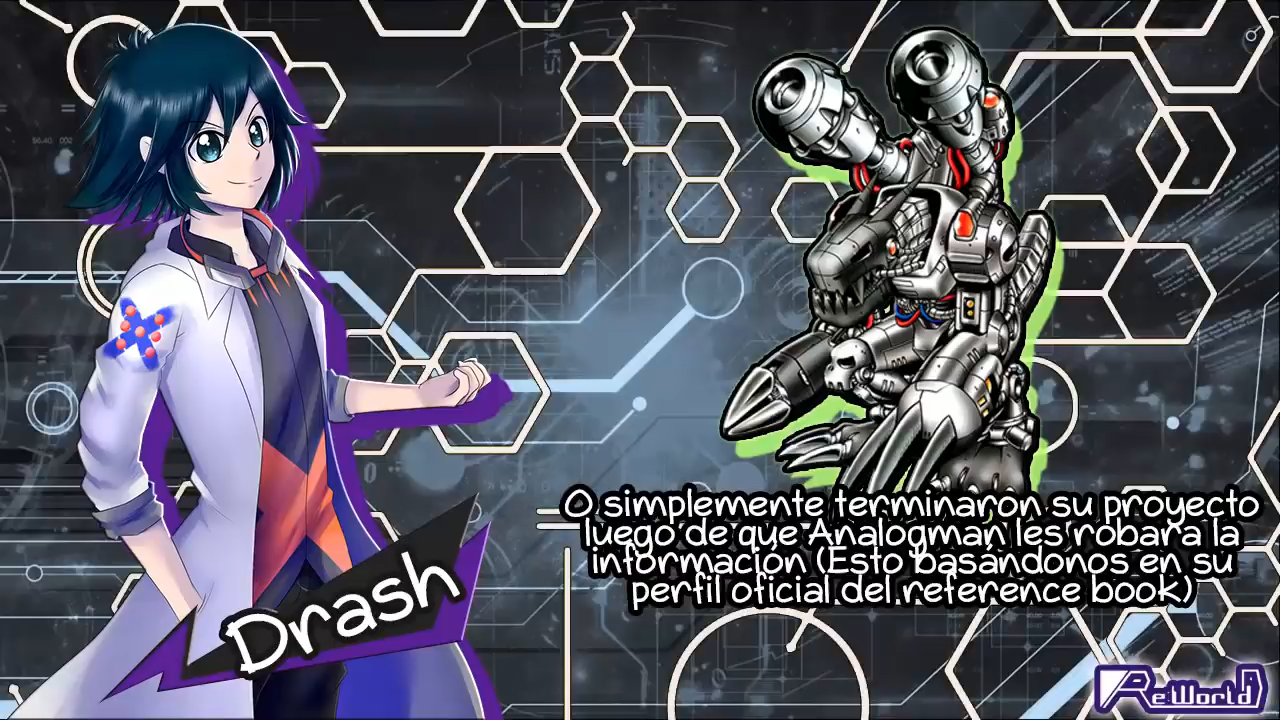 O simplemente terminaron su proyecto
luego de que Analogman les robara la
información (Esto basándonos en su
perfil oficial del reference book)
Drash
ReWorld